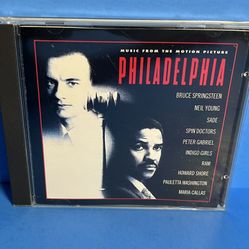 MUSIC FROM THE MOTION PICTURE
PHILADELPHIA
BRUCE SPRINGSTEEN
NEIL YOUNG
SADE
SPIN DOCTORS
PETER GABRIEL
INDIGO GIRLS
RAM
HOWARD SHORE
PAULETTA WASHINGTON
MARIA CALLAS